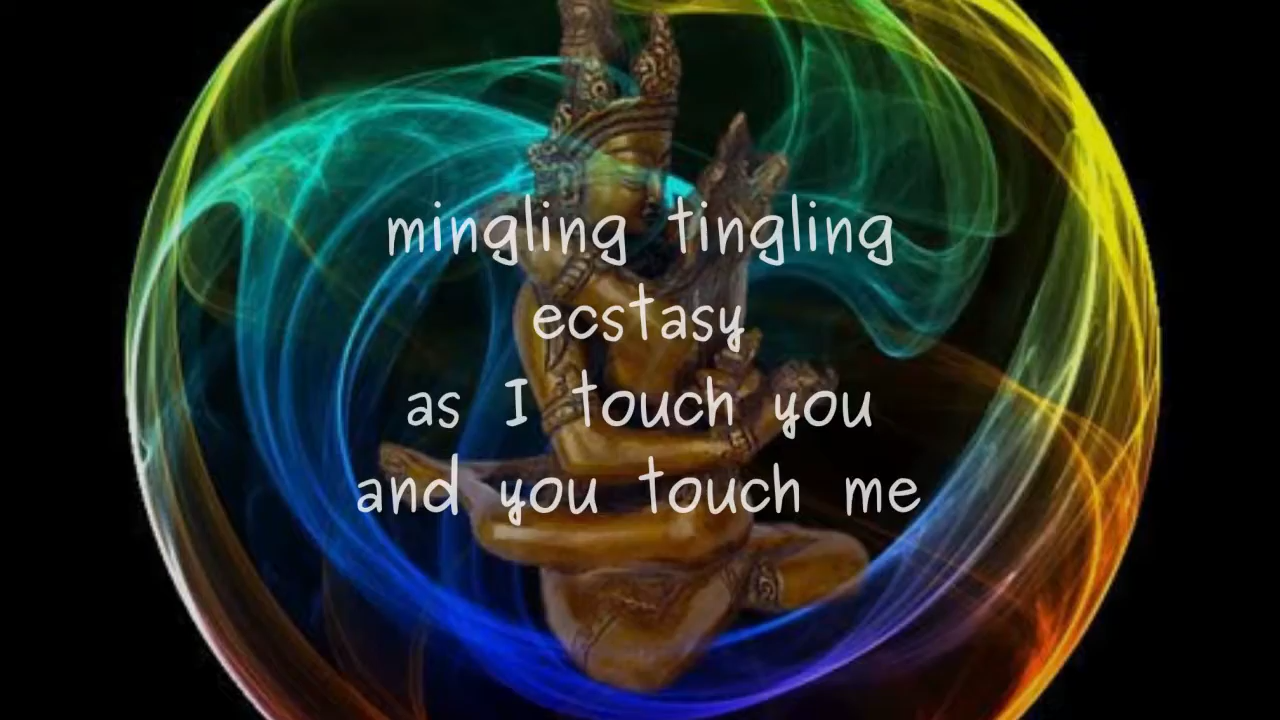 mingling tingling
ecstasy
as I touch you
and you touch me